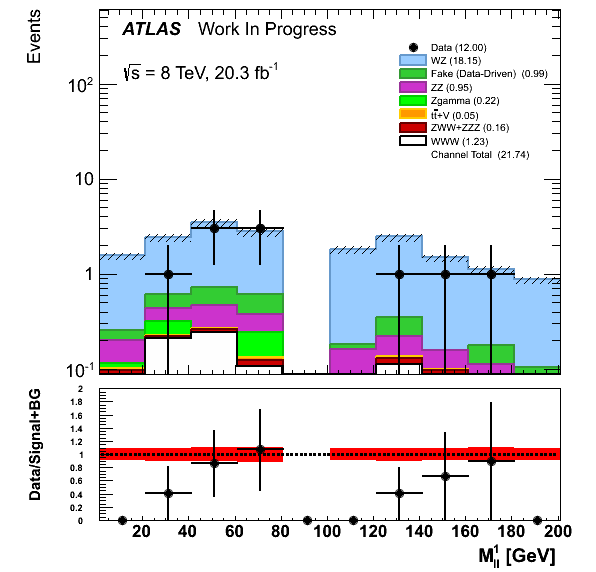 Events
ATLAS Work In Progress
√s = 8 TeV, 20.3 fb⁻¹
Data (12.00)
WZ (18.15)
Fake (Data-Driven) (0.99)
ZZ (0.95)
Zgamma (0.22)
tt̄+V (0.05)
ZWW+ZZZ (0.16)
WWW (1.23)
Channel Total (21.74)
10²
10
1
10⁻¹
Data/Signal+BG
2
1.8
1.6
1.4
1.2
1
0.8
0.6
0.4
0.2
0
20 40 60 80 100 120 140 160 180 200
M¹ll [GeV]